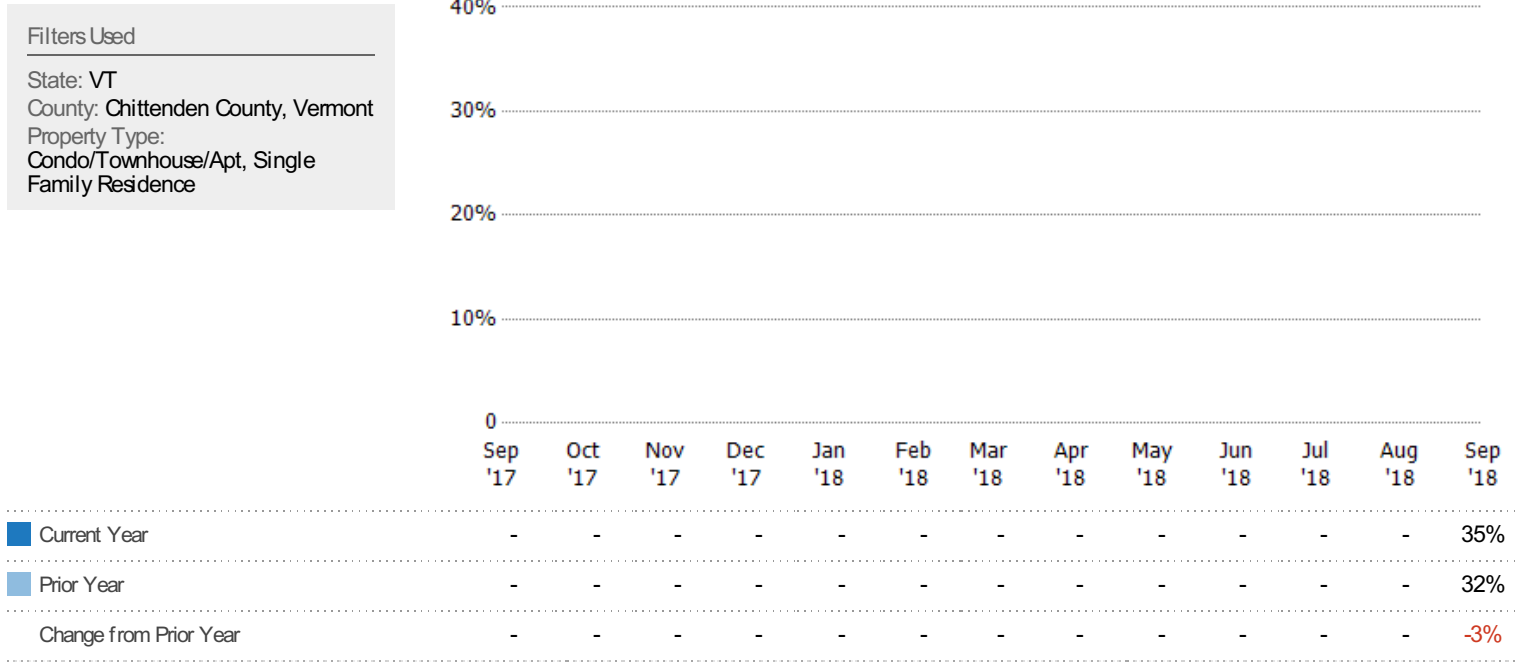 Filters Used
State: VT
County: Chittenden County, Vermont
Property Type:
Condo/Townhouse/Apt, Single
Family Residence
40%
30%
20%
10%
0
Sep Oct Nov Dec Jan Feb Mar Apr May Jun Jul Aug Sep
'17 '17 '17 '17 '18 '18 '18 '18 '18 '18 '18 '18 '18
Current Year - - - - - - - - - - - - 35%
Prior Year - - - - - - - - - - - - 32%
Change from Prior Year - - - - - - - - - - - - -3%